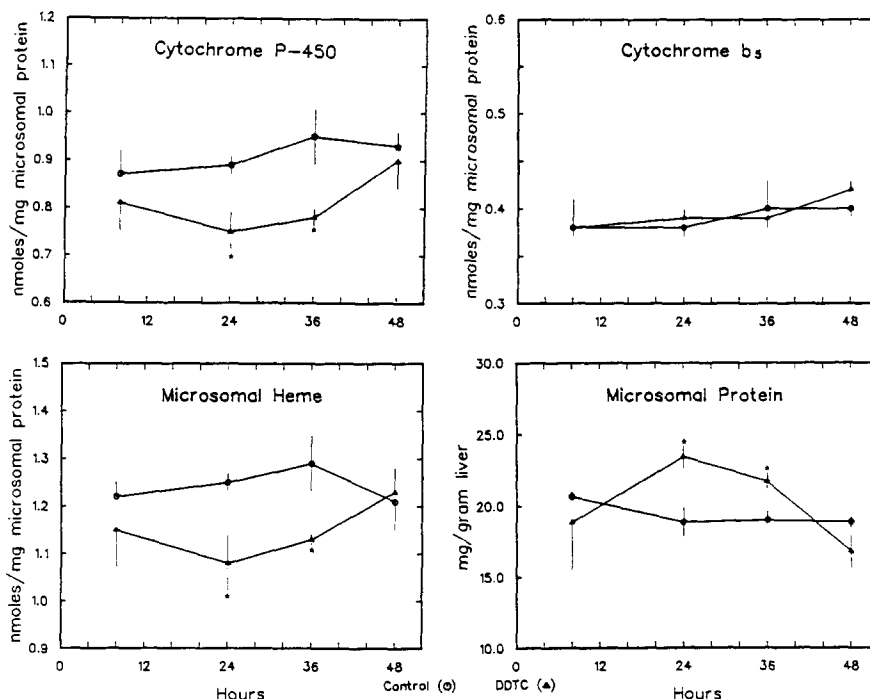 Cytochrome P-450
nmoles/mg microsomal protein
1.2
1.1
1.0
0.9
0.8
0.7
0.6
0 12 24 36 48
*
*
Cytochrome b₅
nmoles/mg microsomal protein
0.6
0.5
0.4
0.3
0 12 24 36 48
Microsomal Heme
nmoles/mg microsomal protein
1.5
1.4
1.3
1.2
1.1
1.0
0.9
0 12 24 36 48
Hours
*
*
Microsomal Protein
mg/gram liver
30.0
25.0
20.0
15.0
10.0
0 12 24 36 48
Hours
*
*
Control (⊙) DDTC (▲)